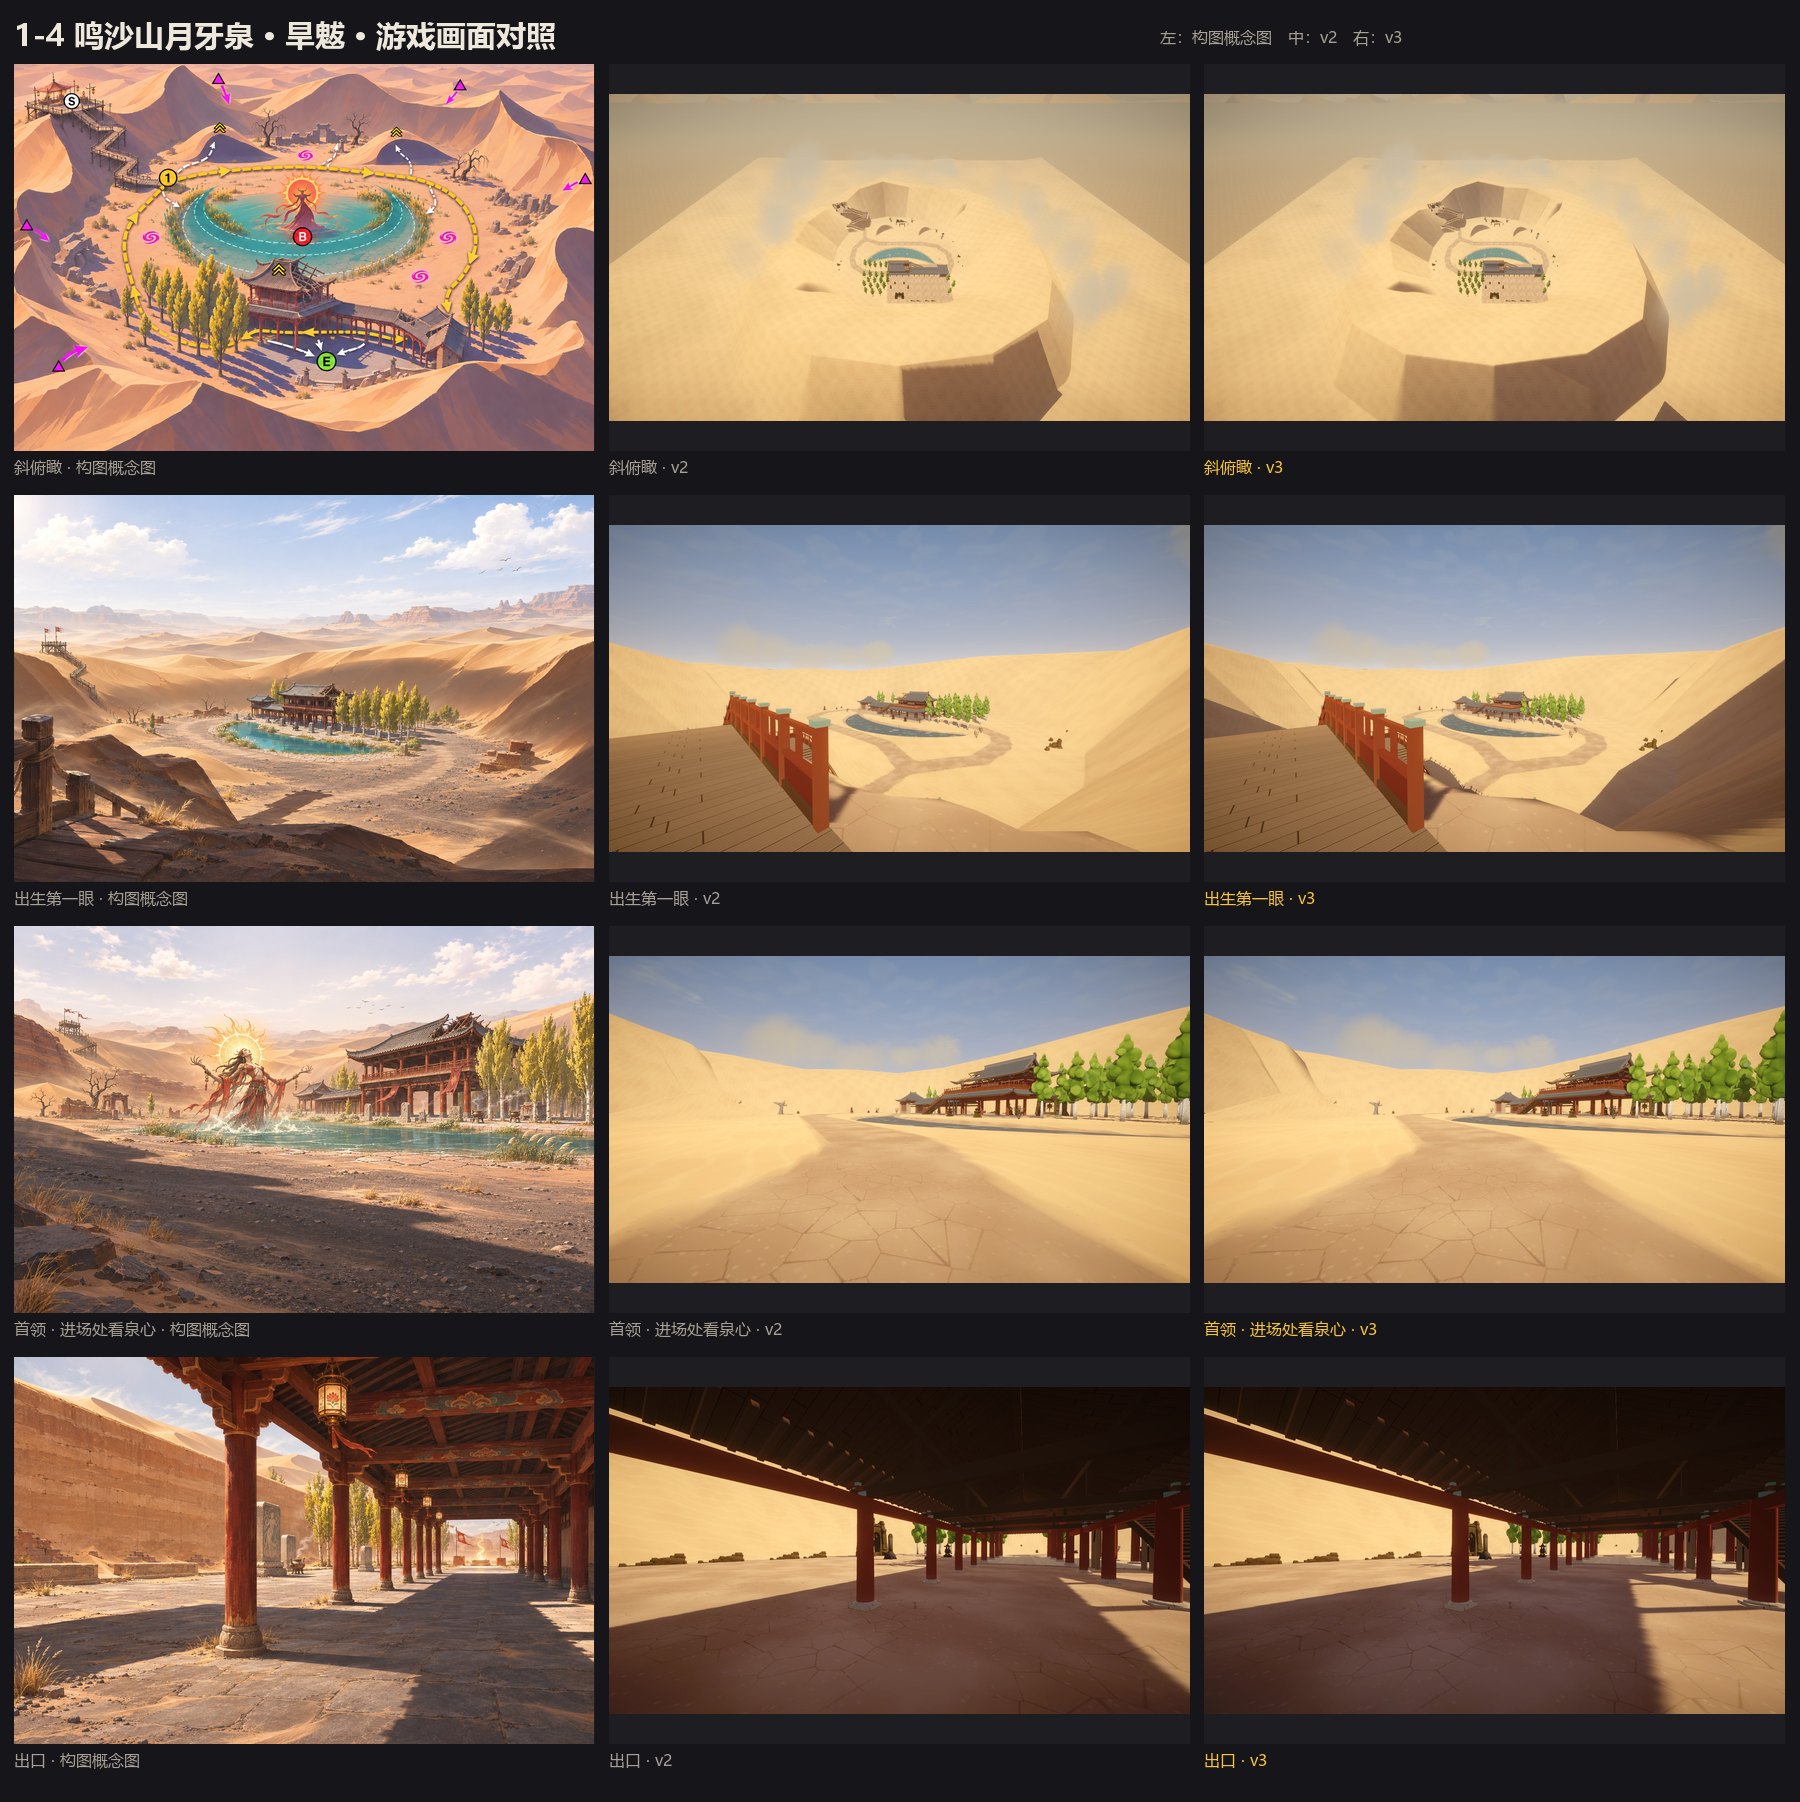 1-4 鸣沙山月牙泉 • 旱魃 • 游戏画面对照
左：构图概念图 中：v2 右：v3
S
1
B
E
斜俯瞰 · 构图概念图
斜俯瞰 · v2
斜俯瞰 · v3
出生第一眼 · 构图概念图
出生第一眼 · v2
出生第一眼 · v3
首领 · 进场处看泉心 · 构图概念图
首领 · 进场处看泉心 · v2
首领 · 进场处看泉心 · v3
出口 · 构图概念图
出口 · v2
出口 · v3